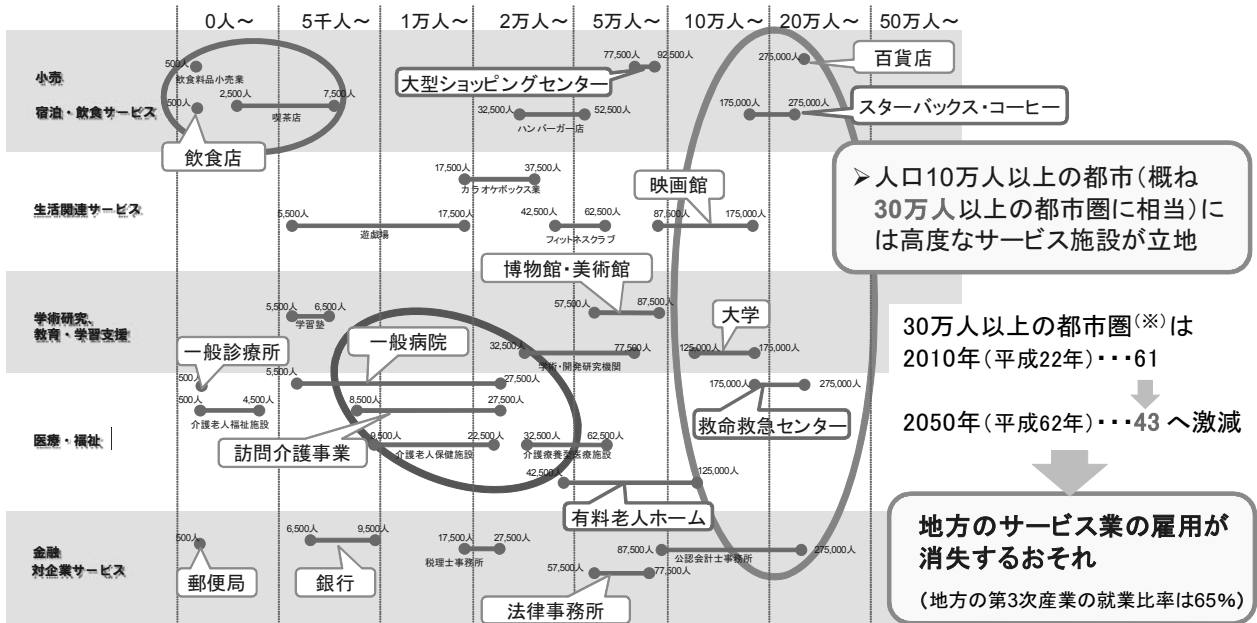 0人～ 5千人～ 1万人～ 2万人～ 5万人～ 10万人～ 20万人～ 50万人～
小売
宿泊・飲食サービス
500人
飲食料品小売業
500人
2,500人 7,500人
喫茶店
飲食店
77,500人 92,500人
大型ショッピングセンター
32,500人 52,500人
ハンバーガー店
275,000人
百貨店
175,000人 275,000人
スターバックス・コーヒー
生活関連サービス
17,500人 37,500人
カラオケボックス業
5,500人 17,500人
遊戯場
42,500人 62,500人
フィットネスクラブ
映画館
87,500人 175,000人
➢人口10万人以上の都市（概ね
30万人以上の都市圏に相当）に
は高度なサービス施設が立地
学術研究、
教育・学習支援
5,500人 6,500人
学習塾
博物館・美術館
57,500人 87,500人
32,500人 77,500人
学術・開発研究機関
大学
125,000人 175,000人
医療・福祉
一般診療所
500人
500人 4,500人
介護老人福祉施設
一般病院
5,500人 27,500人
8,500人 27,500人
訪問介護事業
9,500人 22,500人
介護老人保健施設
32,500人 62,500人
介護療養型医療施設
175,000人 275,000人
救命救急センター
42,500人 125,000人
有料老人ホーム
金融
対企業サービス
500人
郵便局
6,500人 9,500人
銀行
17,500人 27,500人
税理士事務所
87,500人 275,000人
公認会計士事務所
57,500人 77,500人
法律事務所
30万人以上の都市圏（※）は
2010年（平成22年）・・・61
2050年（平成62年）・・・43 へ激減
地方のサービス業の雇用が
消失するおそれ
（地方の第3次産業の就業比率は65%）